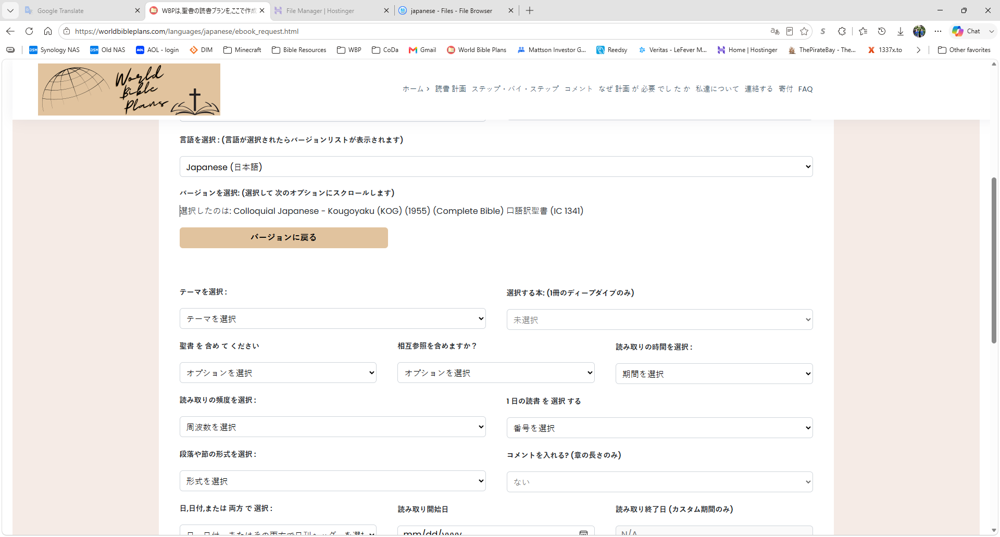 Google Translate
WBPは,聖書の読書プランを,ここで作成
File Manager | Hostinger
japanese - Files - File Browser
https://worldbibleplans.com/languages/japanese/ebook_request.html
Chat
Synology NAS
Old NAS
AOL - login
DIM
Minecraft
Bible Resources
WBP
CoDa
Gmail
World Bible Plans
Mattson Investor G...
Reedsy
Veritas - LeFever M...
Home | Hostinger
ThePirateBay - The...
1337x.to
Other favorites
World
Bible
Plans
ホーム >
読書 計画
ステップ・バイ・ステップ
コメント
なぜ 計画 が 必要 でし た か
私達について
連絡する
寄付
FAQ
言語を選択 : (言語が選択されたらバージョンリストが表示されます)
Japanese (日本語)
バージョンを選択: (選択して 次のオプションにスクロールします)
選択したのは: Colloquial Japanese - Kougoyaku (KOG) (1955) (Complete Bible) 口語訳聖書 (IC 1341)
バージョンに戻る
テーマを選択 :
選択する本: (1冊のディープダイブのみ)
テーマを選択
未選択
聖書 を 含め て ください
相互参照を含めますか？
読み取りの時間を選択 :
オプションを選択
オプションを選択
期間を選択
読み取りの頻度を選択 :
1 日の読書 を 選択 する
周波数を選択
番号を選択
段落や節の形式を選択 :
コメントを入れる? (章の長さのみ)
形式を選択
ない
日,日付,または 両方 で 選択 :
読み取り開始日
読み取り終了日 (カスタム期間のみ)
mm/dd/yyyy
N/A